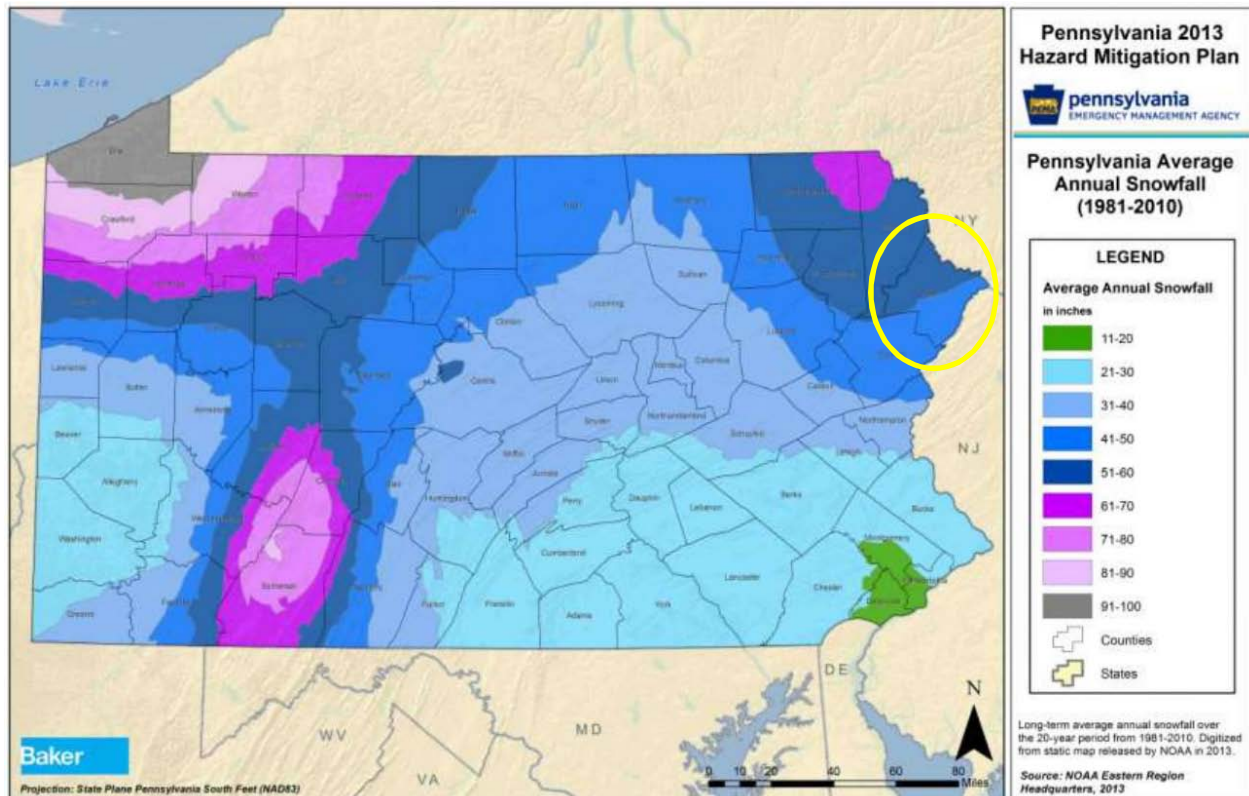 Lake Erie
Erie
Warren
Crawford
NY
Sullivan
Lycoming
Clinton
Luzerne
Lawrence
Butler
Armstrong
Centre
Union
Montour
Columbia
Carbon
Snyder
Northumberland
Northampton
Schuylkill
Lehigh
NJ
Beaver
Allegheny
Mifflin
Juniata
Huntingdon
Perry
Dauphin
Lebanon
Berks
Bucks
Westmoreland
Washington
Cumberland
Montgomery
Philadelphia
Somerset
Lancaster
Chester
Delaware
Greene
Fayette
Fulton
Franklin
Adams
York
DE
WV
MD
VA
N
Baker
0 10 20 40 60 80
Miles
Projection: State Plane Pennsylvania South Feet (NAD83)
Pennsylvania 2013
Hazard Mitigation Plan
PEMA
pennsylvania
EMERGENCY MANAGEMENT AGENCY
Pennsylvania Average
Annual Snowfall
(1981-2010)
LEGEND
Average Annual Snowfall
in inches
11-20
21-30
31-40
41-50
51-60
61-70
71-80
81-90
91-100
Counties
States
Long-term average annual snowfall over
the 20-year period from 1981-2010. Digitized
from static map released by NOAA in 2013.
Source: NOAA Eastern Region
Headquarters, 2013